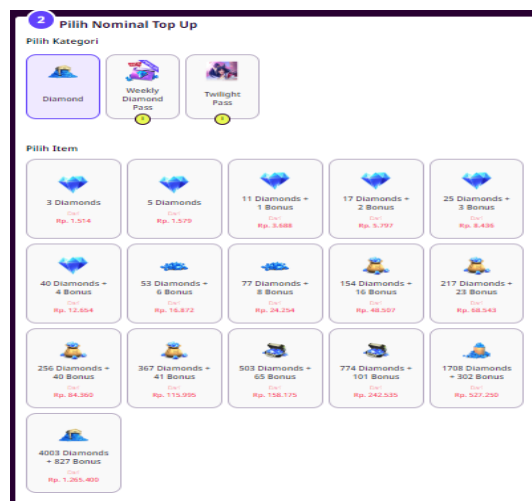 2
Pilih Nominal Top Up
Pilih Kategori
Diamond
Weekly
Diamond
Pass
Twilight
Pass
Pilih Item
3 Diamonds
Dari
Rp. 1.514
5 Diamonds
Dari
Rp. 1.579
11 Diamonds +
1 Bonus
Dari
Rp. 3.688
17 Diamonds +
2 Bonus
Dari
Rp. 5.797
25 Diamonds +
3 Bonus
Dari
Rp. 8.436
40 Diamonds +
4 Bonus
Dari
Rp. 12.654
53 Diamonds +
6 Bonus
Dari
Rp. 16.872
77 Diamonds +
8 Bonus
Dari
Rp. 24.254
154 Diamonds +
16 Bonus
Dari
Rp. 48.507
217 Diamonds +
23 Bonus
Dari
Rp. 68.543
256 Diamonds +
40 Bonus
Dari
Rp. 84.360
367 Diamonds +
41 Bonus
Dari
Rp. 115.995
503 Diamonds +
65 Bonus
Dari
Rp. 158.175
774 Diamonds +
101 Bonus
Dari
Rp. 242.535
1708 Diamonds
+ 302 Bonus
Dari
Rp. 527.250
4003 Diamonds
+ 827 Bonus
Dari
Rp. 1.265.400